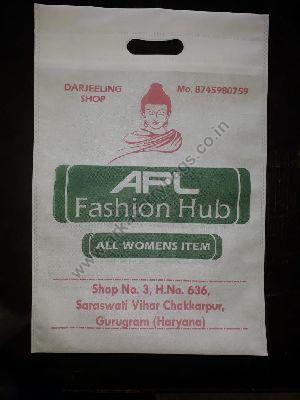 DARJEELING Mo. 8745980759
SHOP
APL
Fashion Hub
ALL WOMENS ITEM
Shop No. 3, H.No. 636,
Saraswati Vihar Chakkarpur,
Gurugram (Haryana)